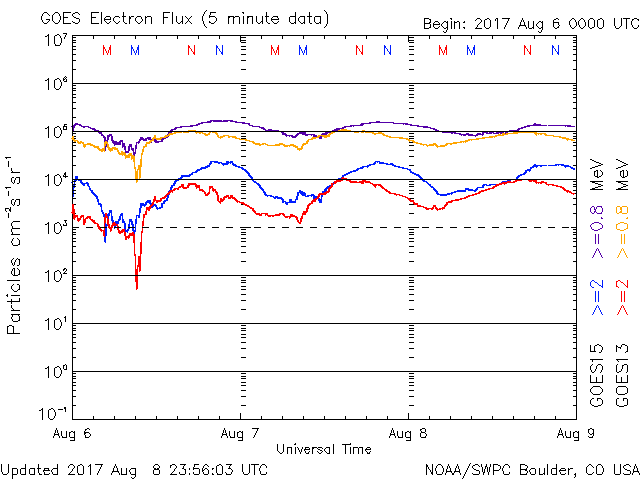 GOES Electron Flux (5 minute data)
Begin: 2017 Aug 6 0000 UTC
M M N N M M N N M M N N
10⁷
10⁶
10⁵
10⁴
10³
10²
10¹
10⁰
10⁻¹
Particles cm⁻²s⁻¹sr⁻¹
Aug 6 Aug 7 Aug 8 Aug 9
Universal Time
GOES15 >=2 >=0.8 MeV
GOES13 >=2 >=0.8 MeV
Updated 2017 Aug 8 23:56:03 UTC
NOAA/SWPC Boulder, CO USA